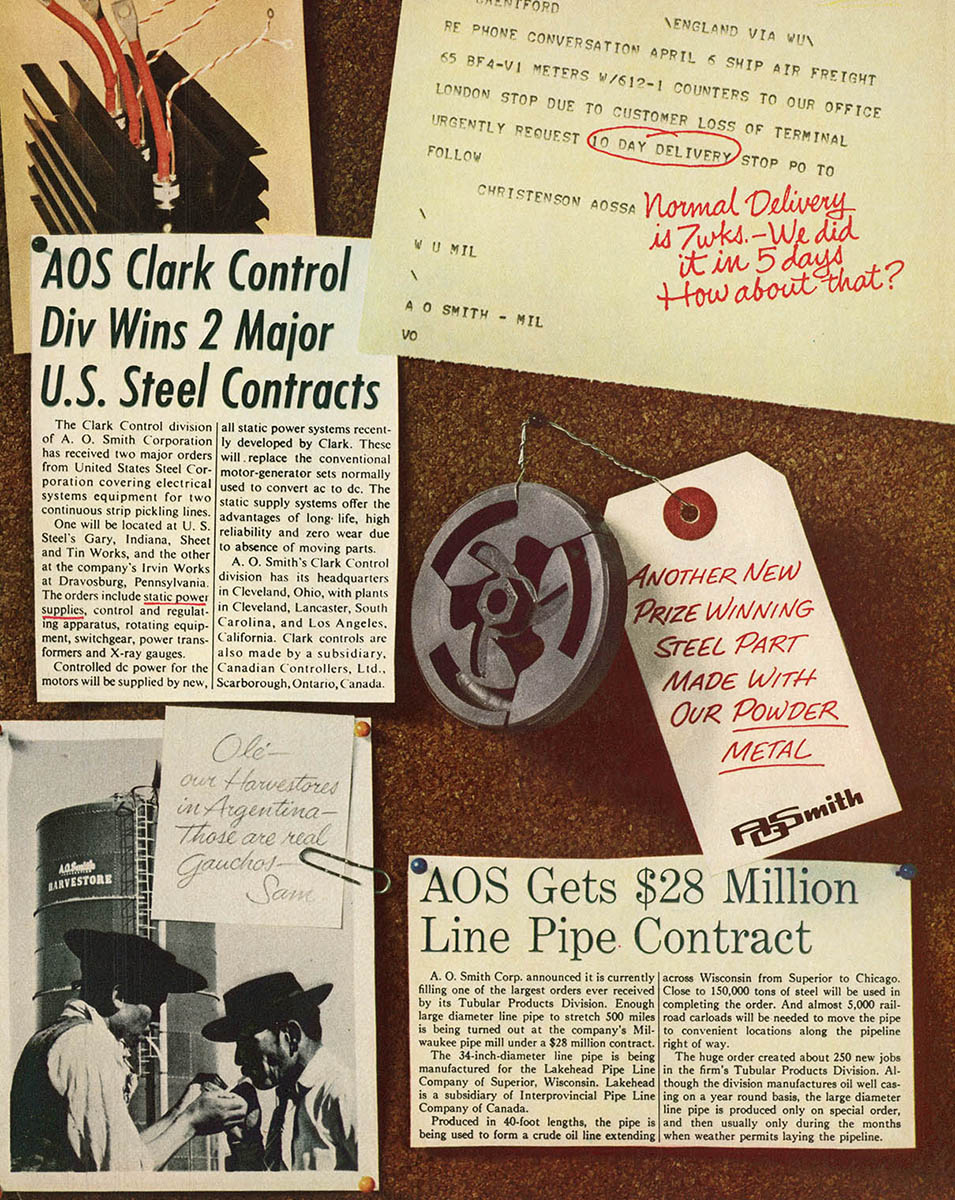 BRENTFORD
\ENGLAND VIA WU\
RE PHONE CONVERSATION APRIL 6 SHIP AIR FREIGHT
65 BF4-V1 METERS W/612-1 COUNTERS TO OUR OFFICE
LONDON STOP DUE TO CUSTOMER LOSS OF TERMINAL
URGENTLY REQUEST 10 DAY DELIVERY STOP PO TO
FOLLOW
CHRISTENSON AOSSA
\
W U MIL
\
A O SMITH - MIL
VO
Normal Delivery
is 7wks.-We did
it in 5 days
How about that?
AOS Clark Control
Div Wins 2 Major
U.S. Steel Contracts
The Clark Control division
of A. O. Smith Corporation
has received two major orders
from United States Steel Cor-
poration covering electrical
systems equipment for two
continuous strip pickling lines.
One will be located at U. S.
Steel's Gary, Indiana, Sheet
and Tin Works, and the other
at the company's Irvin Works
at Dravosburg, Pennsylvania.
The orders include static power
supplies, control and regulat-
ing apparatus, rotating equip-
ment, switchgear, power trans-
formers and X-ray gauges.
Controlled dc power for the
motors will be supplied by new,
all static power systems recent-
ly developed by Clark. These
will replace the conventional
motor-generator sets normally
used to convert ac to dc. The
static supply systems offer the
advantages of long life, high
reliability and zero wear due
to absence of moving parts.
A. O. Smith's Clark Control
division has its headquarters
in Cleveland, Ohio, with plants
in Cleveland, Lancaster, South
Carolina, and Los Angeles,
California. Clark controls are
also made by a subsidiary,
Canadian Controllers, Ltd.,
Scarborough, Ontario, Canada.
ANOTHER NEW
PRIZE WINNING
STEEL PART
MADE WITH
OUR POWDER
METAL
AOSmith
Olé-
our Harvestores
in Argentina-
Those are real
Gauchos-
Sam
A.O.Smith
HARVESTORE
AOS Gets $28 Million
Line Pipe Contract
A. O. Smith Corp. announced it is currently
filling one of the largest orders ever received
by its Tubular Products Division. Enough
large diameter line pipe to stretch 500 miles
is being turned out at the company's Mil-
waukee pipe mill under a $28 million contract.
The 34-inch-diameter line pipe is being
manufactured for the Lakehead Pipe Line
Company of Superior, Wisconsin. Lakehead
is a subsidiary of Interprovincial Pipe Line
Company of Canada.
Produced in 40-foot lengths, the pipe is
being used to form a crude oil line extending
across Wisconsin from Superior to Chicago.
Close to 150,000 tons of steel will be used in
completing the order. And almost 5,000 rail-
road carloads will be needed to move the pipe
to convenient locations along the pipeline
right of way.
The huge order created about 250 new jobs
in the firm's Tubular Products Division. Al-
though the division manufactures oil well cas-
ing on a year round basis, the large diameter
line pipe is produced only on special order,
and then usually only during the months
when weather permits laying the pipeline.